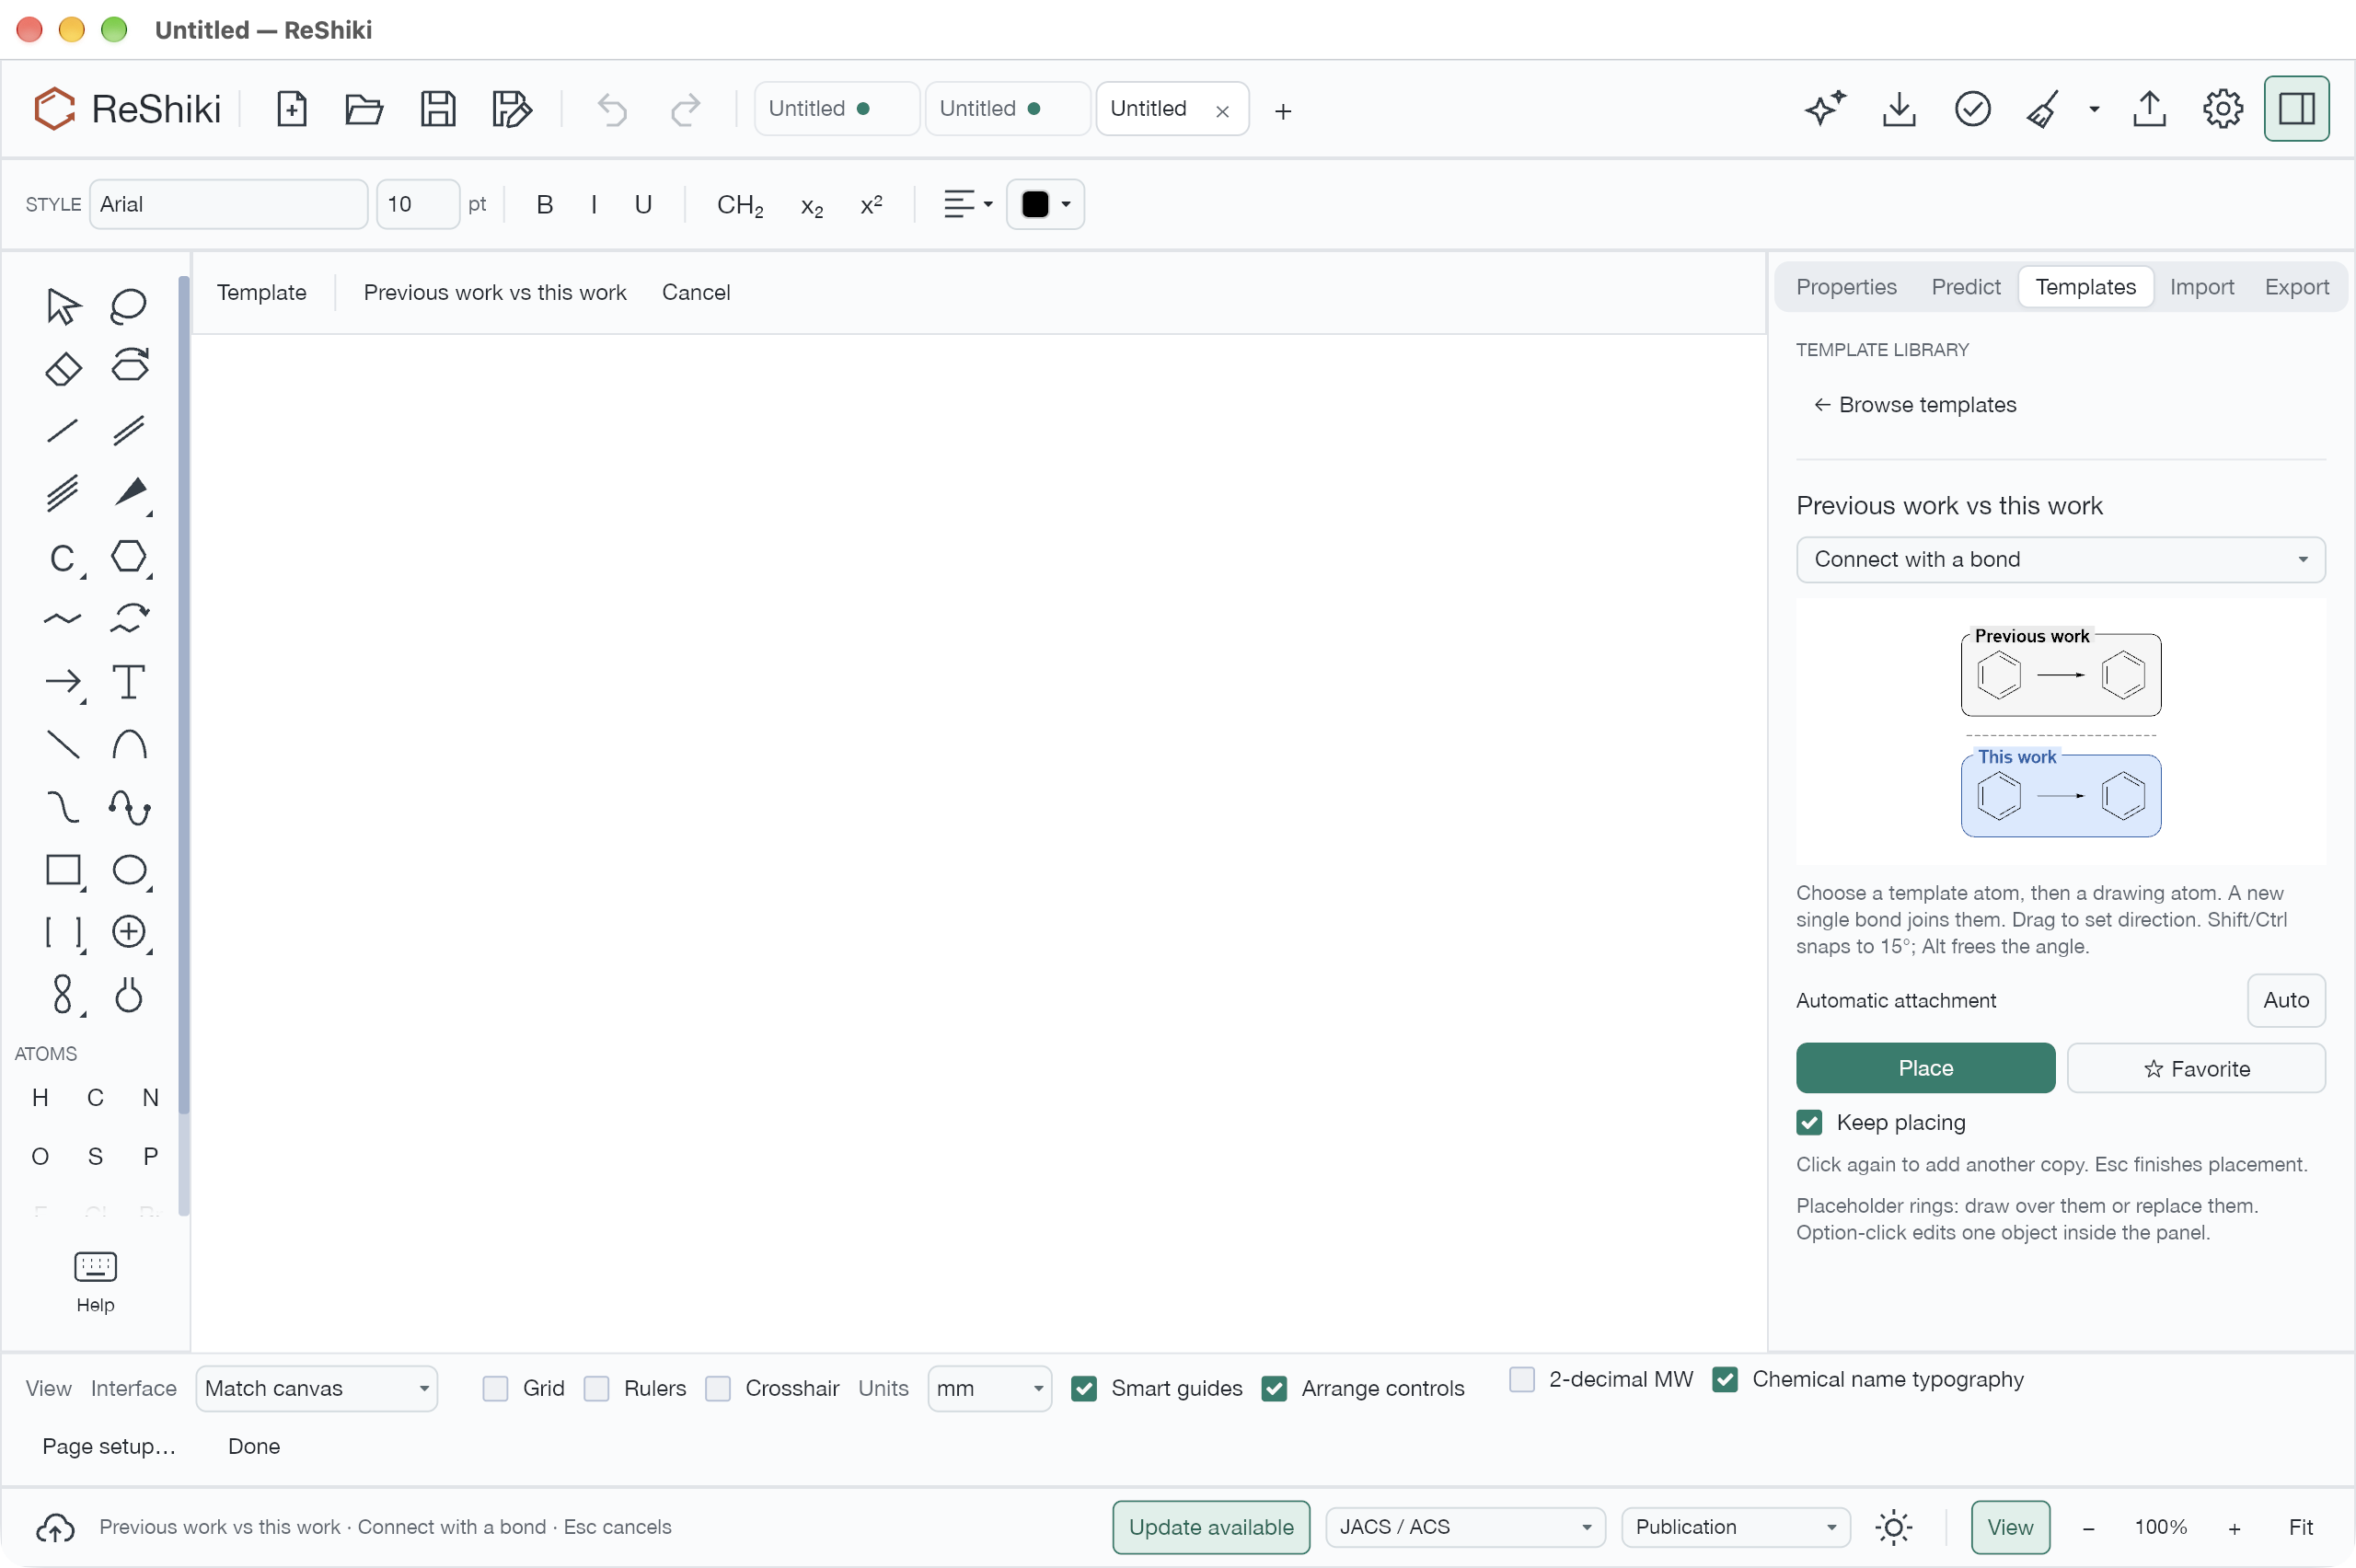 Untitled — ReShiki
ReShiki
Untitled Untitled Untitled × +
STYLE Arial 10 pt B I U CH₂ x₂ x²
Template Previous work vs this work Cancel
Properties Predict Templates Import Export
TEMPLATE LIBRARY
← Browse templates
Previous work vs this work
Connect with a bond
Previous work
This work
Choose a template atom, then a drawing atom. A new
single bond joins them. Drag to set direction. Shift/Ctrl
snaps to 15°; Alt frees the angle.
Automatic attachment Auto
Place ☆ Favorite
Keep placing
Click again to add another copy. Esc finishes placement.
Placeholder rings: draw over them or replace them.
Option-click edits one object inside the panel.
C
T
ATOMS
H C N
O S P
Help
View Interface Match canvas Grid Rulers Crosshair Units mm Smart guides Arrange controls 2-decimal MW Chemical name typography
Page setup... Done
Previous work vs this work · Connect with a bond · Esc cancels Update available JACS / ACS Publication View − 100% + Fit